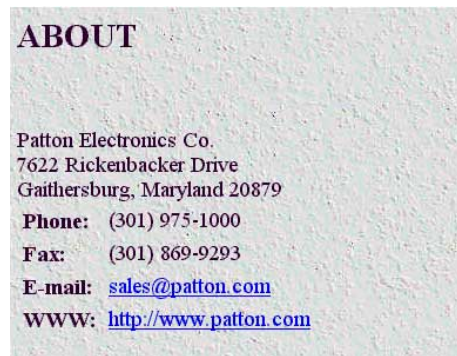 ABOUT
Patton Electronics Co.
7622 Rickenbacker Drive
Gaithersburg, Maryland 20879
Phone: (301) 975-1000
Fax: (301) 869-9293
E-mail: sales@patton.com
WWW: http://www.patton.com